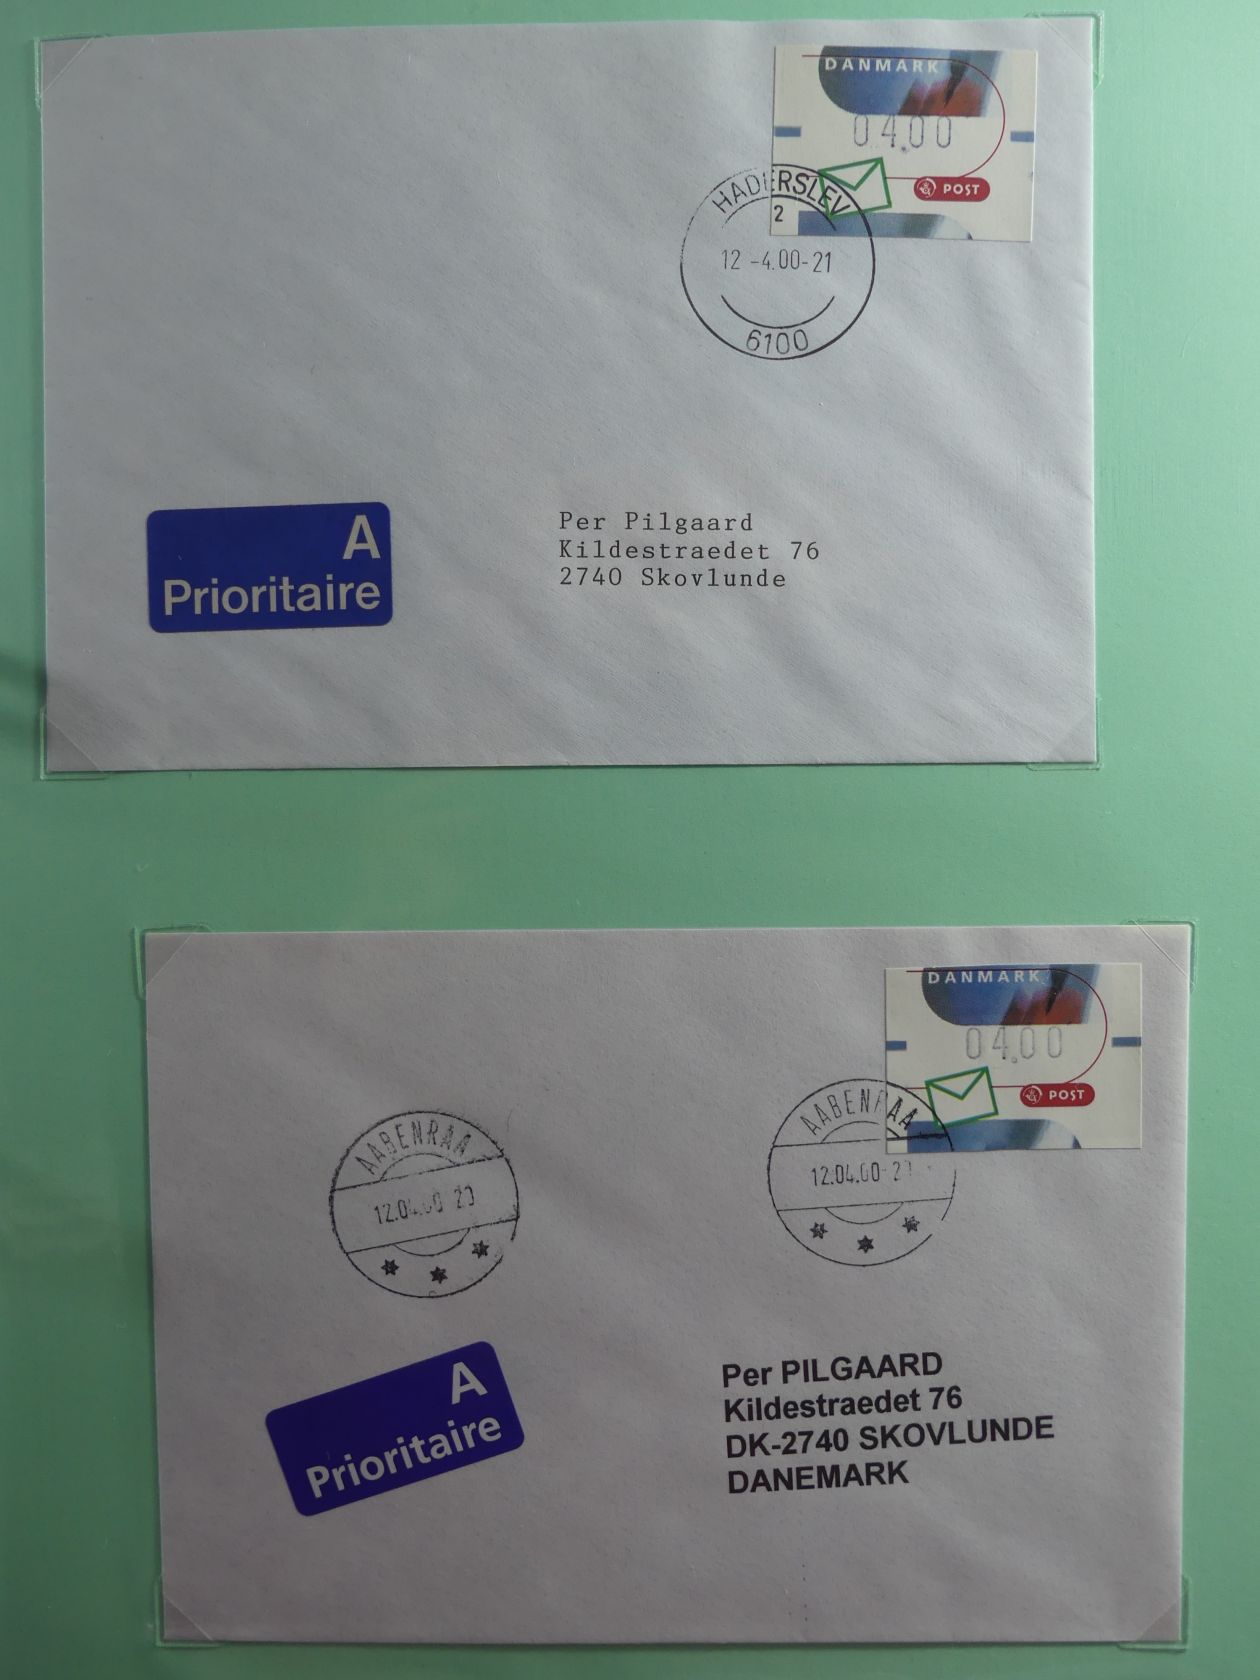 DANMARK
04.00
POST
HADERSLEV
2
12 -4.00-21
6100
A
Prioritaire
Per Pilgaard
Kildestraedet 76
2740 Skovlunde
DANMARK
04.00
POST
AABENRAA
12.04.00 20
AABENRAA
12.04.00-20
A
Prioritaire
Per PILGAARD
Kildestraedet 76
DK-2740 SKOVLUNDE
DANEMARK